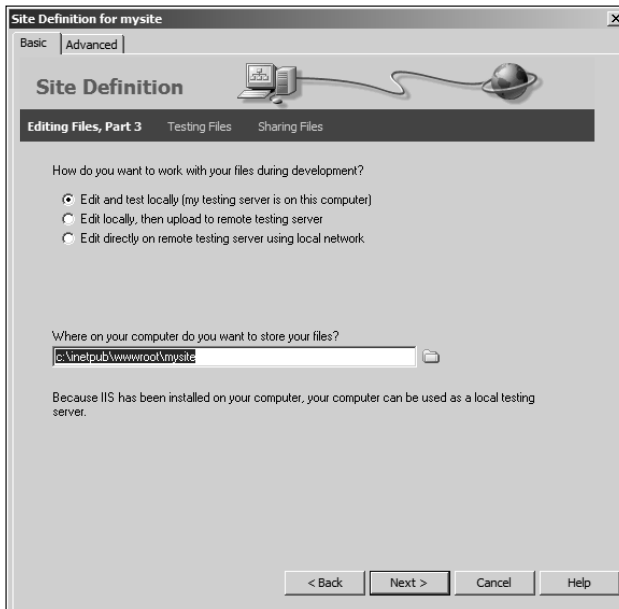 Site Definition for mysite
Basic Advanced
Site Definition
Editing Files, Part 3 Testing Files Sharing Files
How do you want to work with your files during development?
Edit and test locally (my testing server is on this computer)
Edit locally, then upload to remote testing server
Edit directly on remote testing server using local network
Where on your computer do you want to store your files?
c:\inetpub\wwwroot\mysite
Because IIS has been installed on your computer, your computer can be used as a local testing
server.
< Back Next > Cancel Help